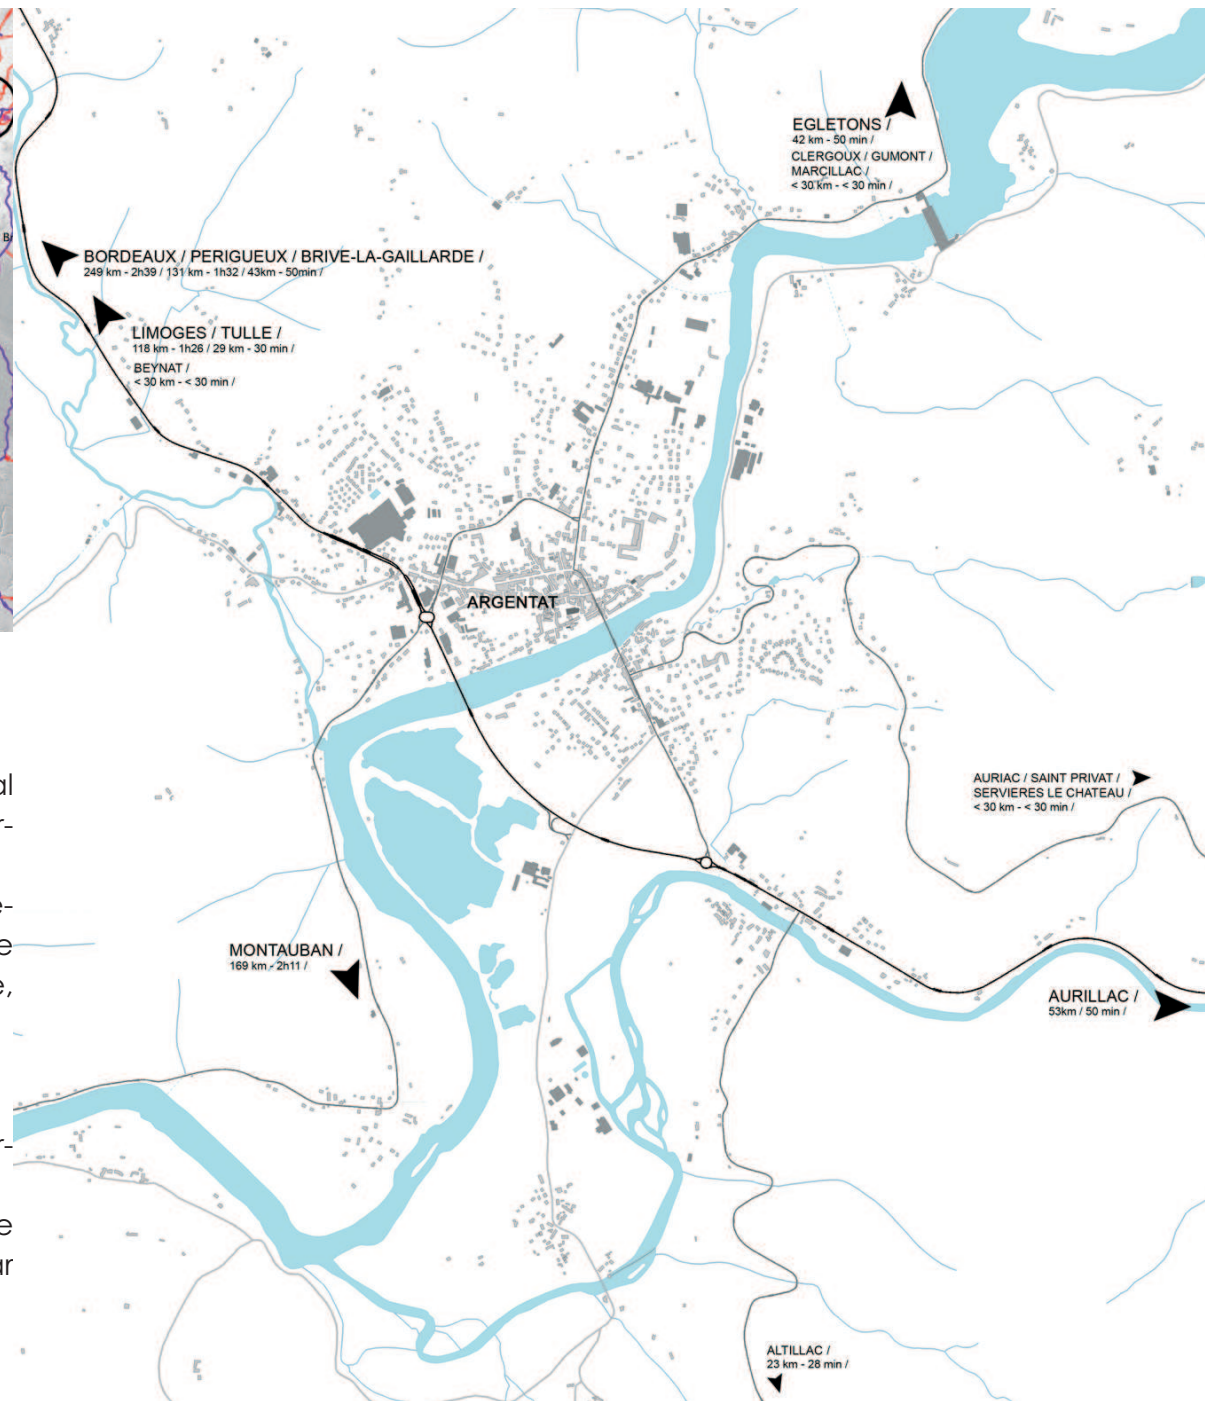 EGLETONS /
42 km - 50 min /
CLERGOUX / GUMONT /
MARCILLAC /
< 30 km - < 30 min /
BORDEAUX / PERIGUEUX / BRIVE-LA-GAILLARDE /
249 km - 2h39 / 131 km - 1h32 / 43km - 50min /
LIMOGES / TULLE /
118 km - 1h26 / 29 km - 30 min /
BEYNAT /
< 30 km - < 30 min /
ARGENTAT
AURIAC / SAINT PRIVAT /
SERVIERES LE CHATEAU /
< 30 km - < 30 min /
MONTAUBAN /
169 km - 2h11 /
AURILLAC /
53km / 50 min /
ALTILLAC /
23 km - 28 min /